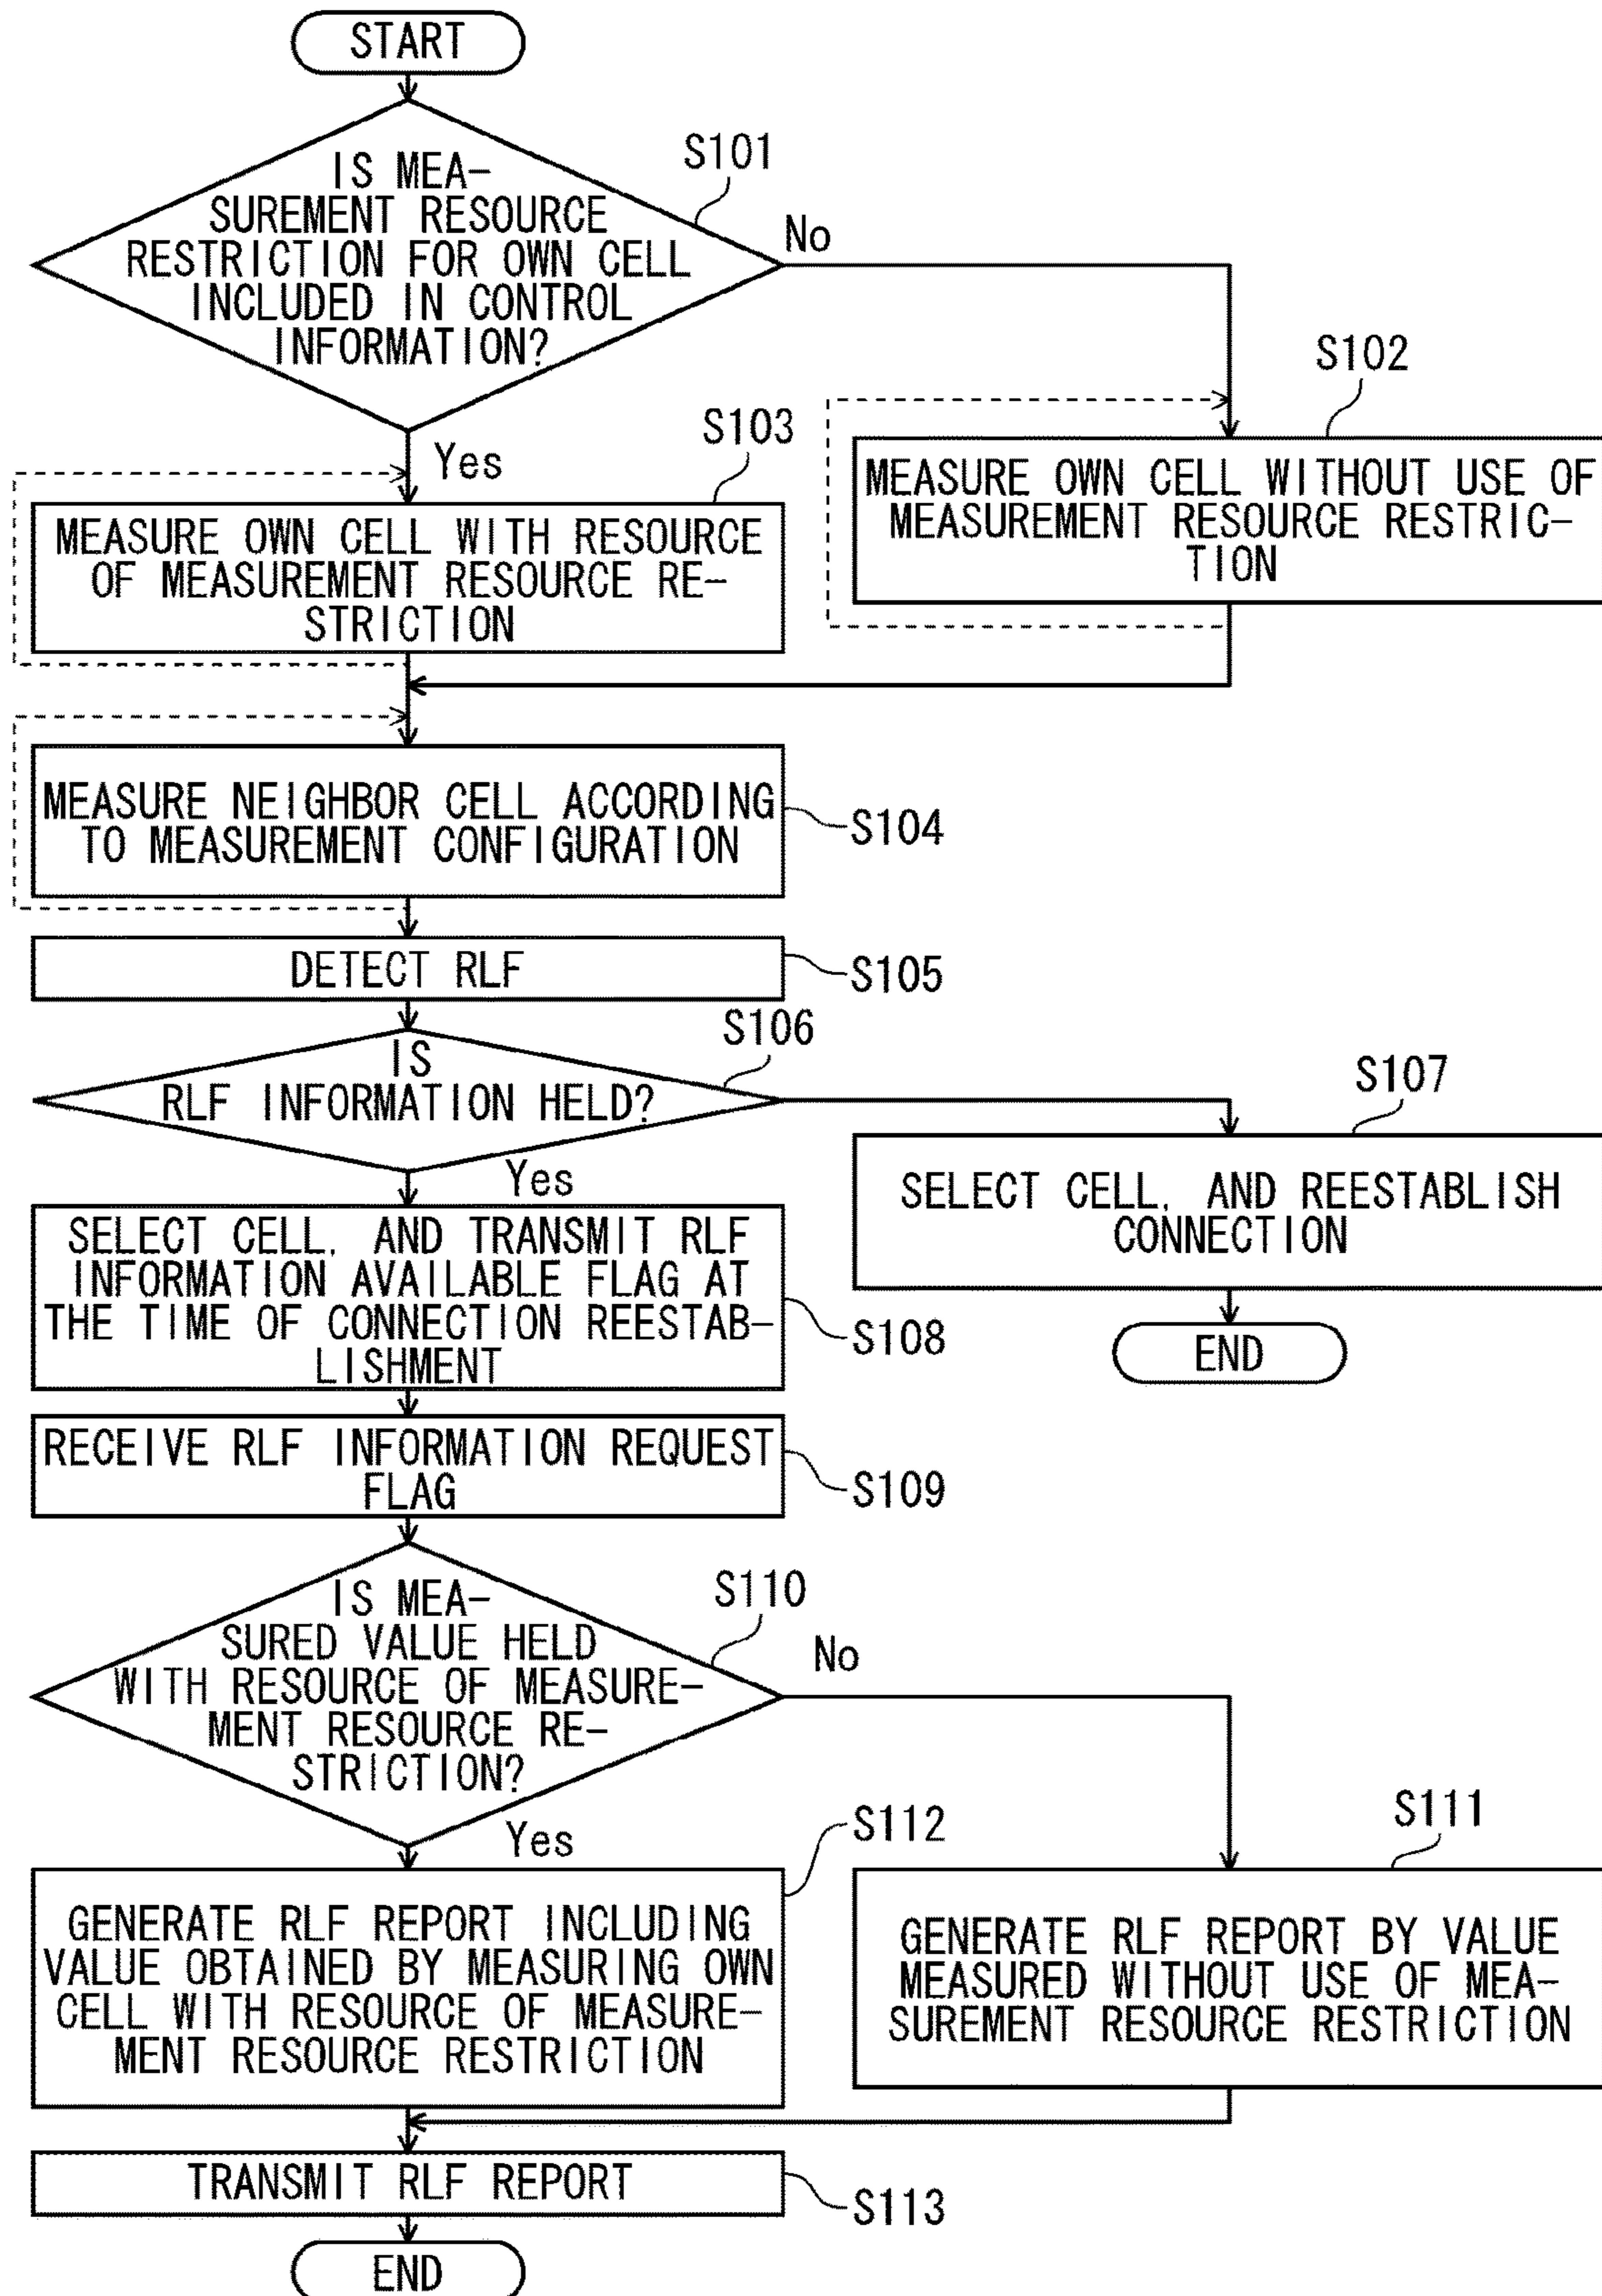 START
S101
IS MEA-
SUREMENT RESOURCE
RESTRICTION FOR OWN CELL
INCLUDED IN CONTROL
INFORMATION?
No
Yes
S102
MEASURE OWN CELL WITHOUT USE OF
MEASUREMENT RESOURCE RESTRIC-
TION
S103
MEASURE OWN CELL WITH RESOURCE
OF MEASUREMENT RESOURCE RE-
STRICTION
MEASURE NEIGHBOR CELL ACCORDING
TO MEASUREMENT CONFIGURATION
S104
DETECT RLF
S105
S106
IS
RLF INFORMATION HELD?
Yes
S107
SELECT CELL, AND REESTABLISH
CONNECTION
END
SELECT CELL, AND TRANSMIT RLF
INFORMATION AVAILABLE FLAG AT
THE TIME OF CONNECTION REESTAB-
LISHMENT
S108
RECEIVE RLF INFORMATION REQUEST
FLAG
S109
S110
IS MEA-
SURED VALUE HELD
WITH RESOURCE OF MEASURE-
MENT RESOURCE RE-
STRICTION?
No
Yes
S111
GENERATE RLF REPORT BY VALUE
MEASURED WITHOUT USE OF MEA-
SUREMENT RESOURCE RESTRICTION
S112
GENERATE RLF REPORT INCLUDING
VALUE OBTAINED BY MEASURING OWN
CELL WITH RESOURCE OF MEASURE-
MENT RESOURCE RESTRICTION
TRANSMIT RLF REPORT
S113
END